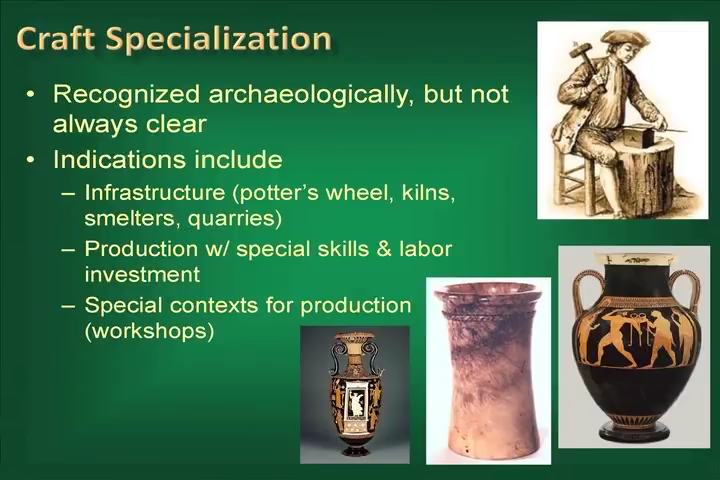 Craft Specialization
• Recognized archaeologically, but not
always clear
• Indications include
– Infrastructure (potter's wheel, kilns,
smelters, quarries)
– Production w/ special skills & labor
investment
– Special contexts for production
(workshops)